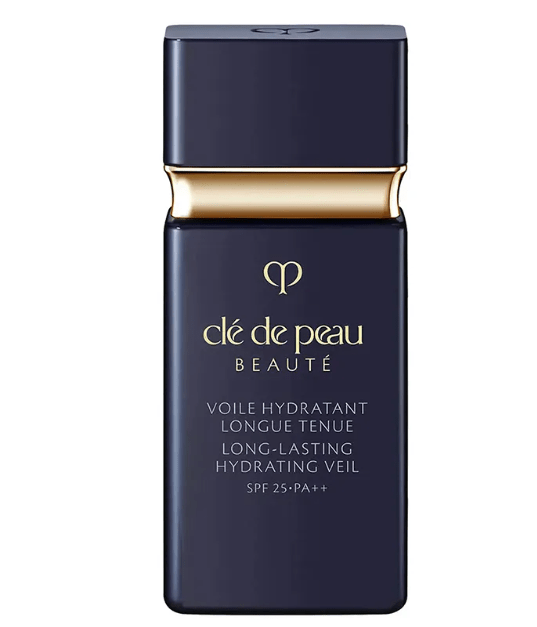 clé de peau
BEAUTÉ
VOILE HYDRATANT
LONGUE TENUE
LONG-LASTING
HYDRATING VEIL
SPF 25•PA++